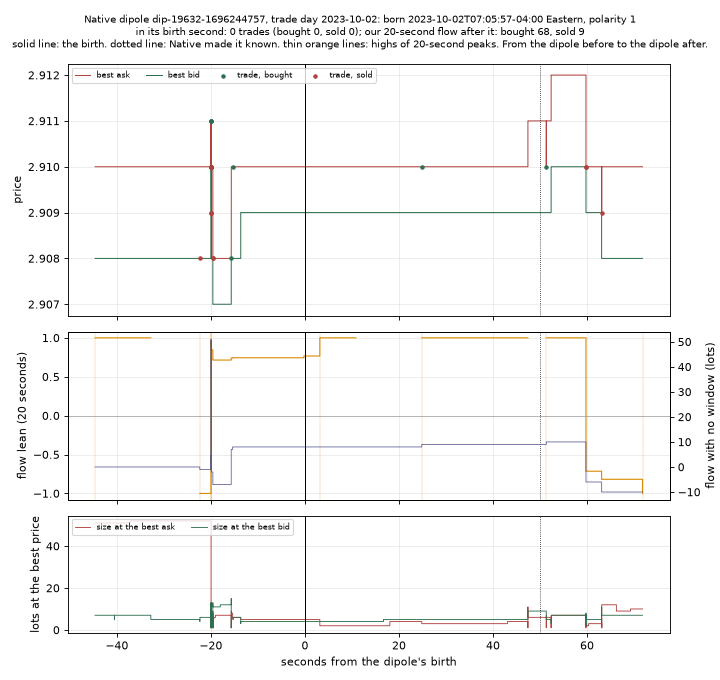 Native dipole dip-19632-1696244757, trade day 2023-10-02: born 2023-10-02T07:05:57-04:00 Eastern, polarity 1
in its birth second: 0 trades (bought 0, sold 0); our 20-second flow after it: bought 68, sold 9
solid line: the birth. dotted line: Native made it known. thin orange lines: highs of 20-second peaks. From the dipole before to the dipole after.
best ask best bid trade, bought trade, sold
2.912
2.911
2.910
2.909
2.908
2.907
price
1.0
0.5
0.0
−0.5
−1.0
flow lean (20 seconds)
50
40
30
20
10
0
−10
flow with no window (lots)
size at the best ask size at the best bid
40
20
0
lots at the best price
−40 −20 0 20 40 60
seconds from the dipole's birth